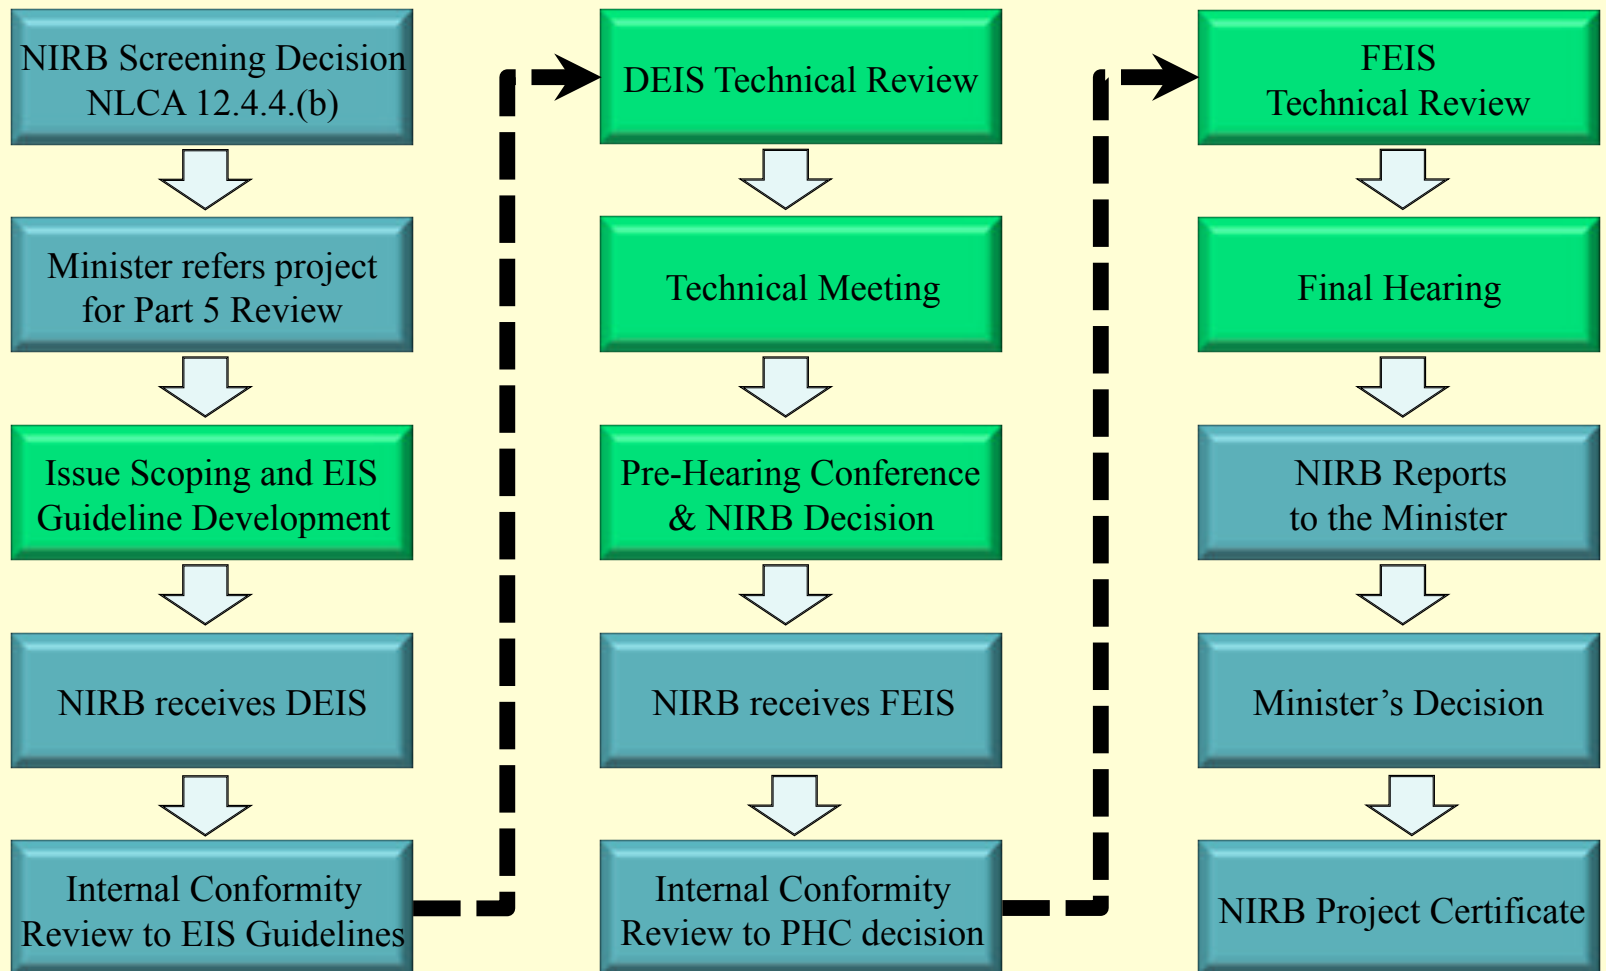 NIRB Screening Decision
NLCA 12.4.4.(b)
Minister refers project
for Part 5 Review
Issue Scoping and EIS
Guideline Development
NIRB receives DEIS
Internal Conformity
Review to EIS Guidelines
DEIS Technical Review
Technical Meeting
Pre-Hearing Conference
& NIRB Decision
NIRB receives FEIS
Internal Conformity
Review to PHC decision
FEIS
Technical Review
Final Hearing
NIRB Reports
to the Minister
Minister’s Decision
NIRB Project Certificate